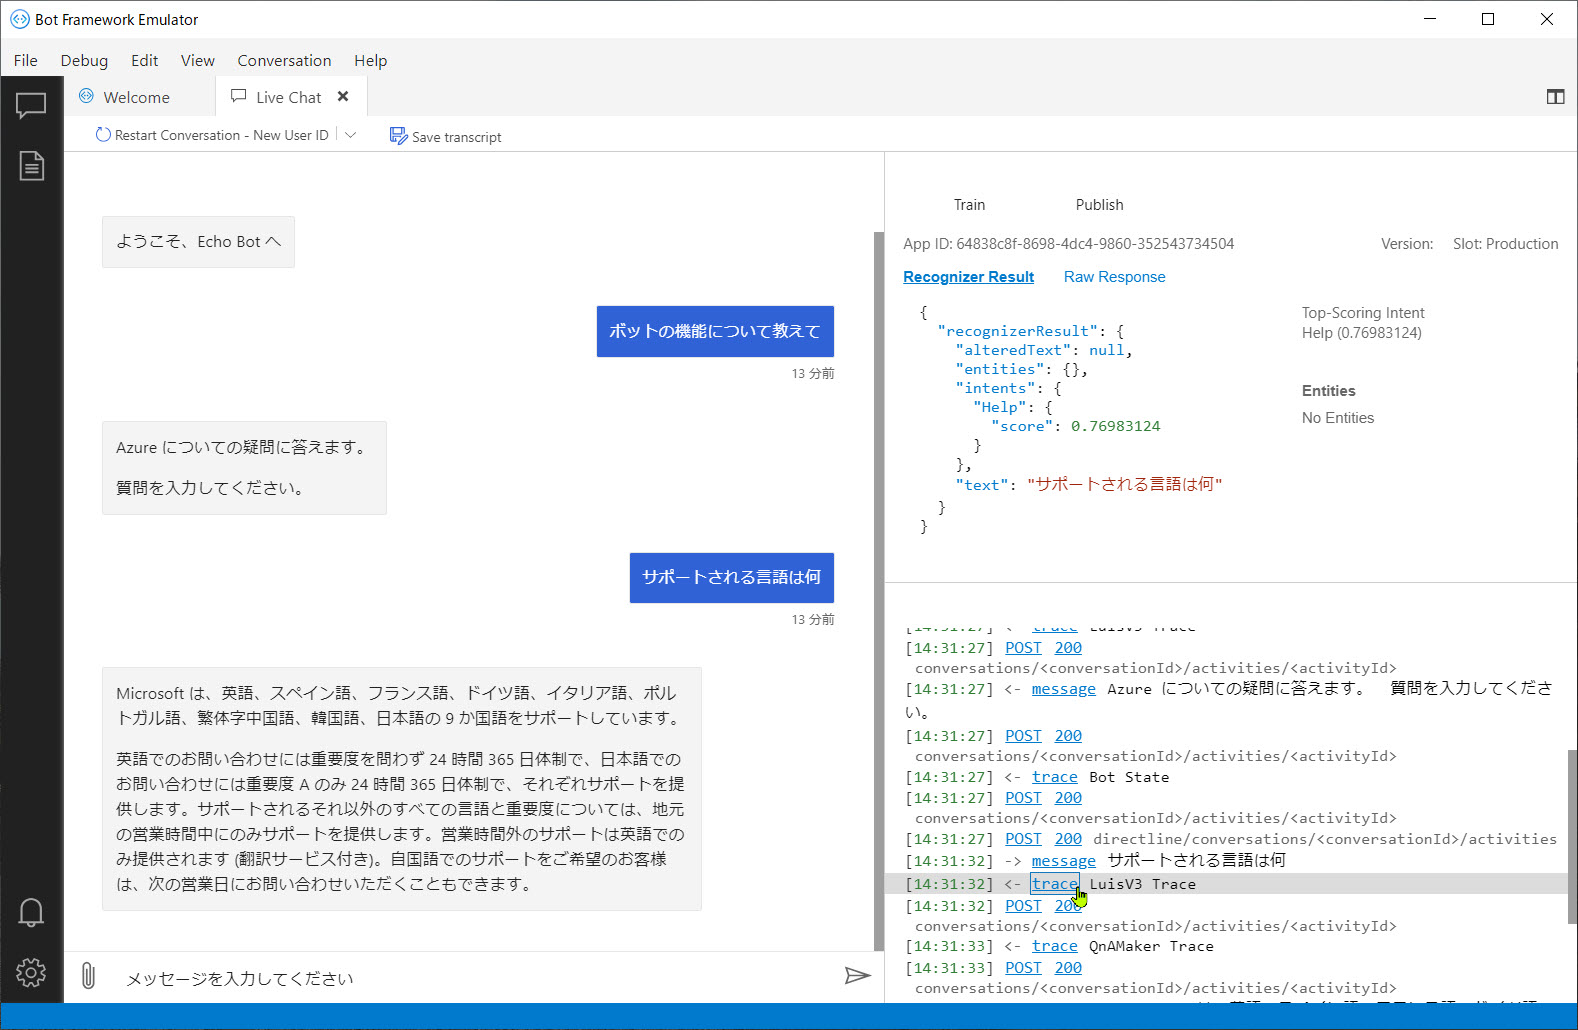 Bot Framework Emulator
File Debug Edit View Conversation Help
Welcome
Live Chat
Restart Conversation - New User ID
Save transcript
ようこそ、Echo Bot へ
ボットの機能について教えて
13 分前
Azure についての疑問に答えます。
質問を入力してください。
サポートされる言語は何
13 分前
Microsoft は、英語、スペイン語、フランス語、ドイツ語、イタリア語、ポル
トガル語、繁体字中国語、韓国語、日本語の 9 か国語をサポートしています。
英語でのお問い合わせには重要度を問わず 24 時間 365 日体制で、日本語での
お問い合わせには重要度 A のみ 24 時間 365 日体制で、それぞれサポートを提
供します。サポートされるそれ以外のすべての言語と重要度については、地元
の営業時間中にのみサポートを提供します。営業時間外のサポートは英語での
み提供されます (翻訳サービス付き)。自国語でのサポートをご希望のお客様
は、次の営業日にお問い合わせいただくこともできます。
メッセージを入力してください
Train Publish
App ID: 64838c8f-8698-4dc4-9860-352543734504 Version: Slot: Production
Recognizer Result Raw Response
{
"recognizerResult": {
"alteredText": null,
"entities": {},
"intents": {
"Help": {
"score": 0.76983124
}
},
"text": "サポートされる言語は何"
}
}
Top-Scoring Intent
Help (0.76983124)
Entities
No Entities
[14:31:27] <- trace LuisV3 Trace
[14:31:27] POST 200
conversations/<conversationId>/activities/<activityId>
[14:31:27] <- message Azure についての疑問に答えます。 質問を入力してくださ
い。
[14:31:27] POST 200
conversations/<conversationId>/activities/<activityId>
[14:31:27] <- trace Bot State
[14:31:27] POST 200
conversations/<conversationId>/activities/<activityId>
[14:31:27] POST 200 directline/conversations/<conversationId>/activities
[14:31:32] -> message サポートされる言語は何
[14:31:32] <- trace LuisV3 Trace
[14:31:32] POST 200
conversations/<conversationId>/activities/<activityId>
[14:31:33] <- trace QnAMaker Trace
[14:31:33] POST 200
conversations/<conversationId>/activities/<activityId>